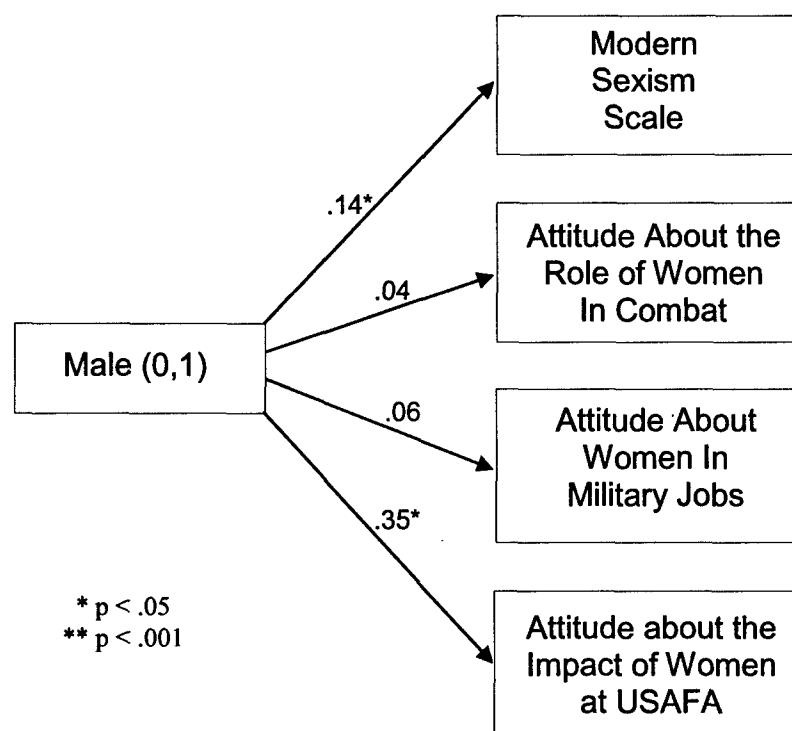 Modern
Sexism
Scale
.14*
Attitude About the
Role of Women
In Combat
.04
Male (0,1)
.06
Attitude About
Women In
Military Jobs
.35*
* p < .05
** p < .001
Attitude about the
Impact of Women
at USAFA